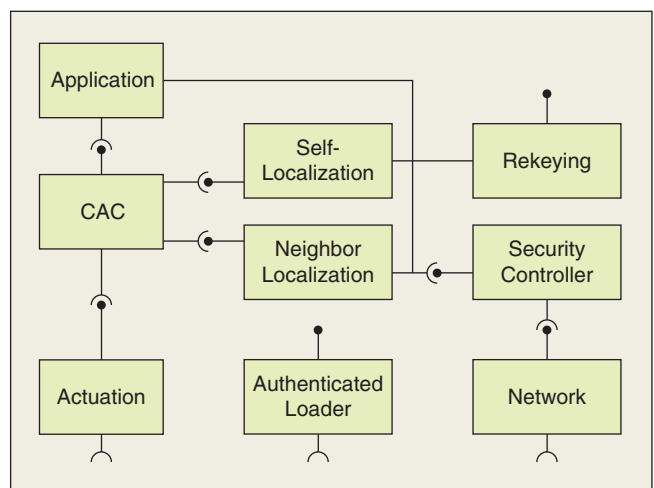 Application
Self-
Localization
Rekeying
CAC
Neighbor
Localization
Security
Controller
Actuation
Authenticated
Loader
Network